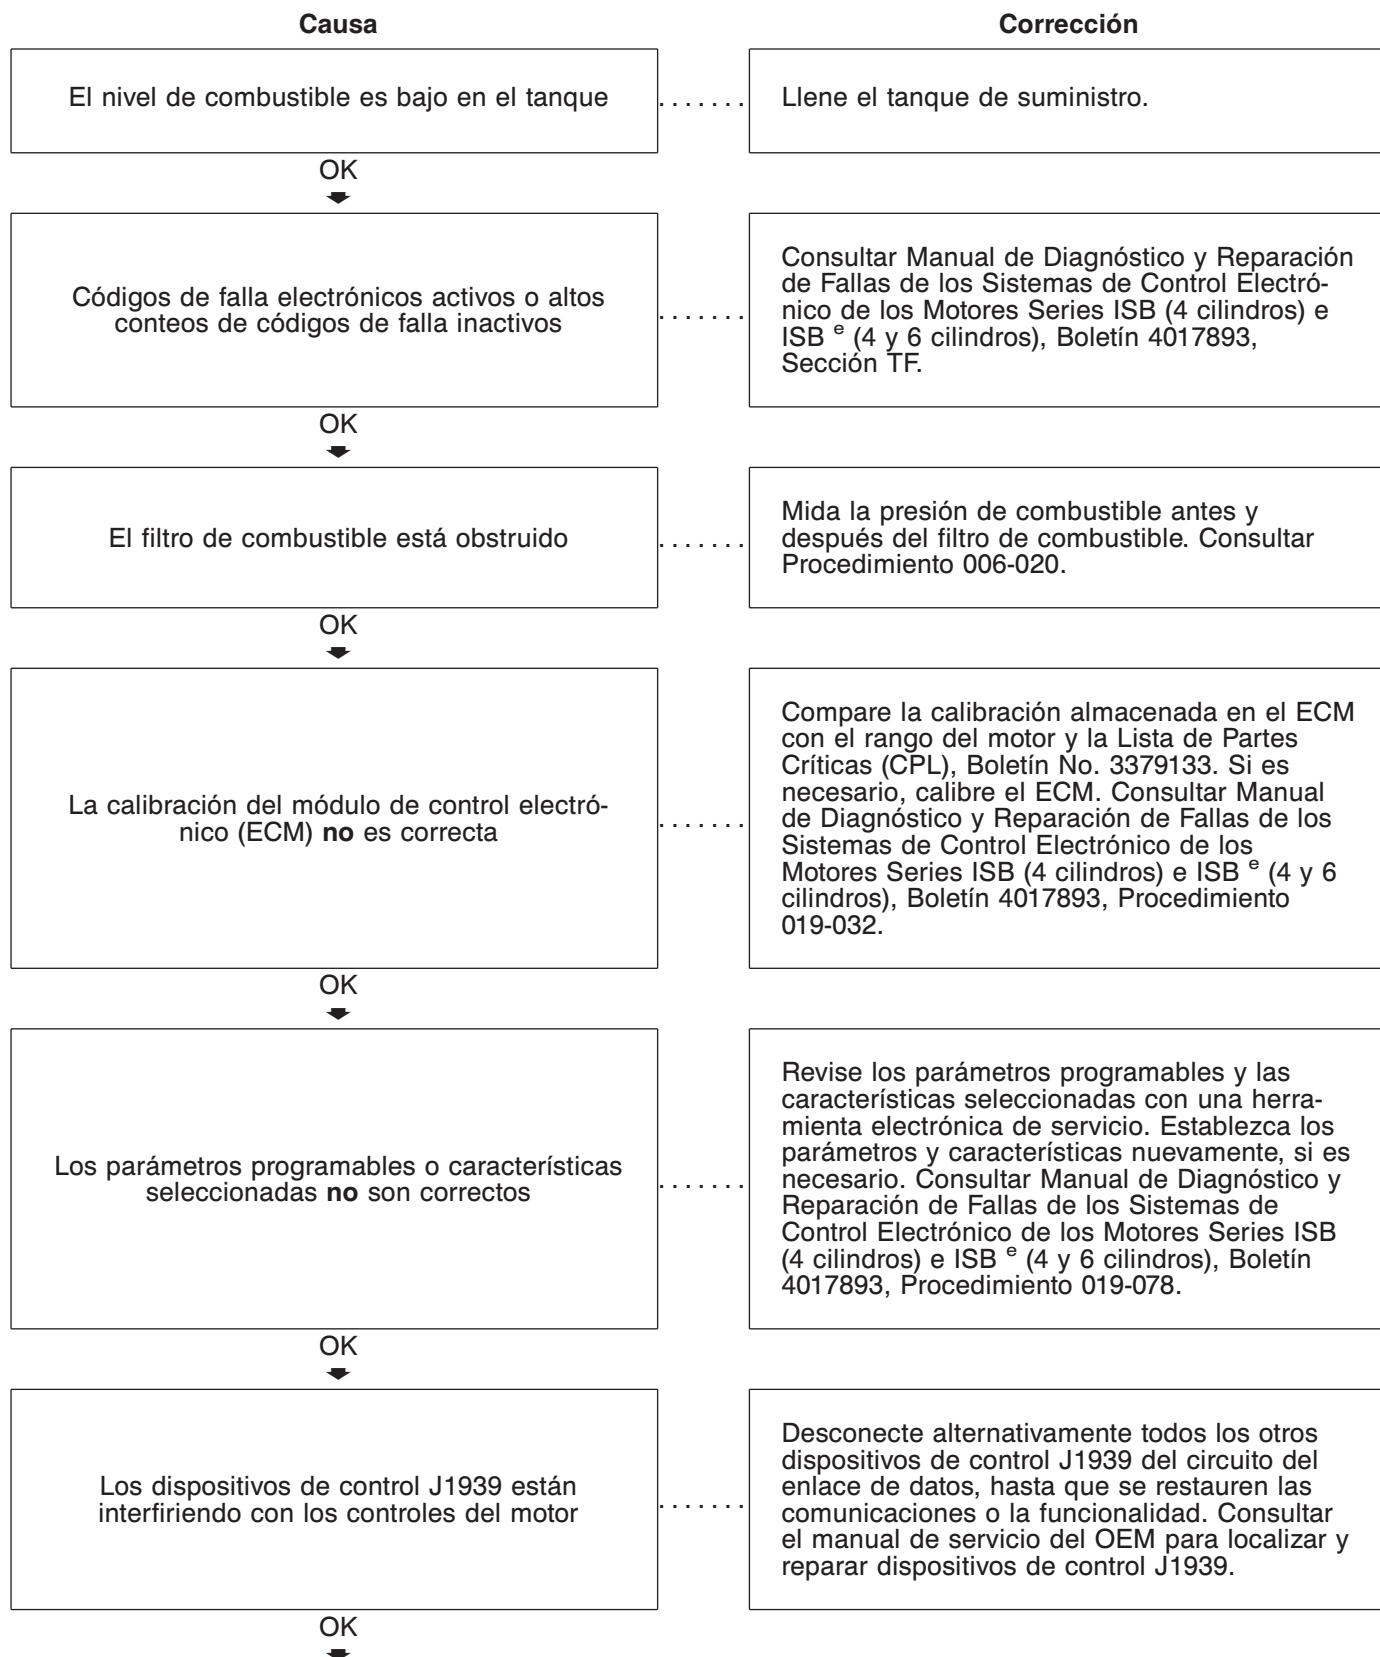 Causa
Corrección
El nivel de combustible es bajo en el tanque
. . . . . . .
Llene el tanque de suministro.
OK
Códigos de falla electrónicos activos o altos
conteos de códigos de falla inactivos
. . . . . . .
Consultar Manual de Diagnóstico y Reparación
de Fallas de los Sistemas de Control Electró-
nico de los Motores Series ISB (4 cilindros) e
ISB e (4 y 6 cilindros), Boletín 4017893,
Sección TF.
OK
El filtro de combustible está obstruido
. . . . . . .
Mida la presión de combustible antes y
después del filtro de combustible. Consultar
Procedimiento 006-020.
OK
La calibración del módulo de control electró-
nico (ECM) no es correcta
. . . . . . .
Compare la calibración almacenada en el ECM
con el rango del motor y la Lista de Partes
Críticas (CPL), Boletín No. 3379133. Si es
necesario, calibre el ECM. Consultar Manual
de Diagnóstico y Reparación de Fallas de los
Sistemas de Control Electrónico de los
Motores Series ISB (4 cilindros) e ISB e (4 y 6
cilindros), Boletín 4017893, Procedimiento
019-032.
OK
Los parámetros programables o características
seleccionadas no son correctos
. . . . . . .
Revise los parámetros programables y las
características seleccionadas con una herra-
mienta electrónica de servicio. Establezca los
parámetros y características nuevamente, si es
necesario. Consultar Manual de Diagnóstico y
Reparación de Fallas de los Sistemas de
Control Electrónico de los Motores Series ISB
(4 cilindros) e ISB e (4 y 6 cilindros), Boletín
4017893, Procedimiento 019-078.
OK
Los dispositivos de control J1939 están
interfiriendo con los controles del motor
. . . . . . .
Desconecte alternativamente todos los otros
dispositivos de control J1939 del circuito del
enlace de datos, hasta que se restauren las
comunicaciones o la funcionalidad. Consultar
el manual de servicio del OEM para localizar y
reparar dispositivos de control J1939.
OK